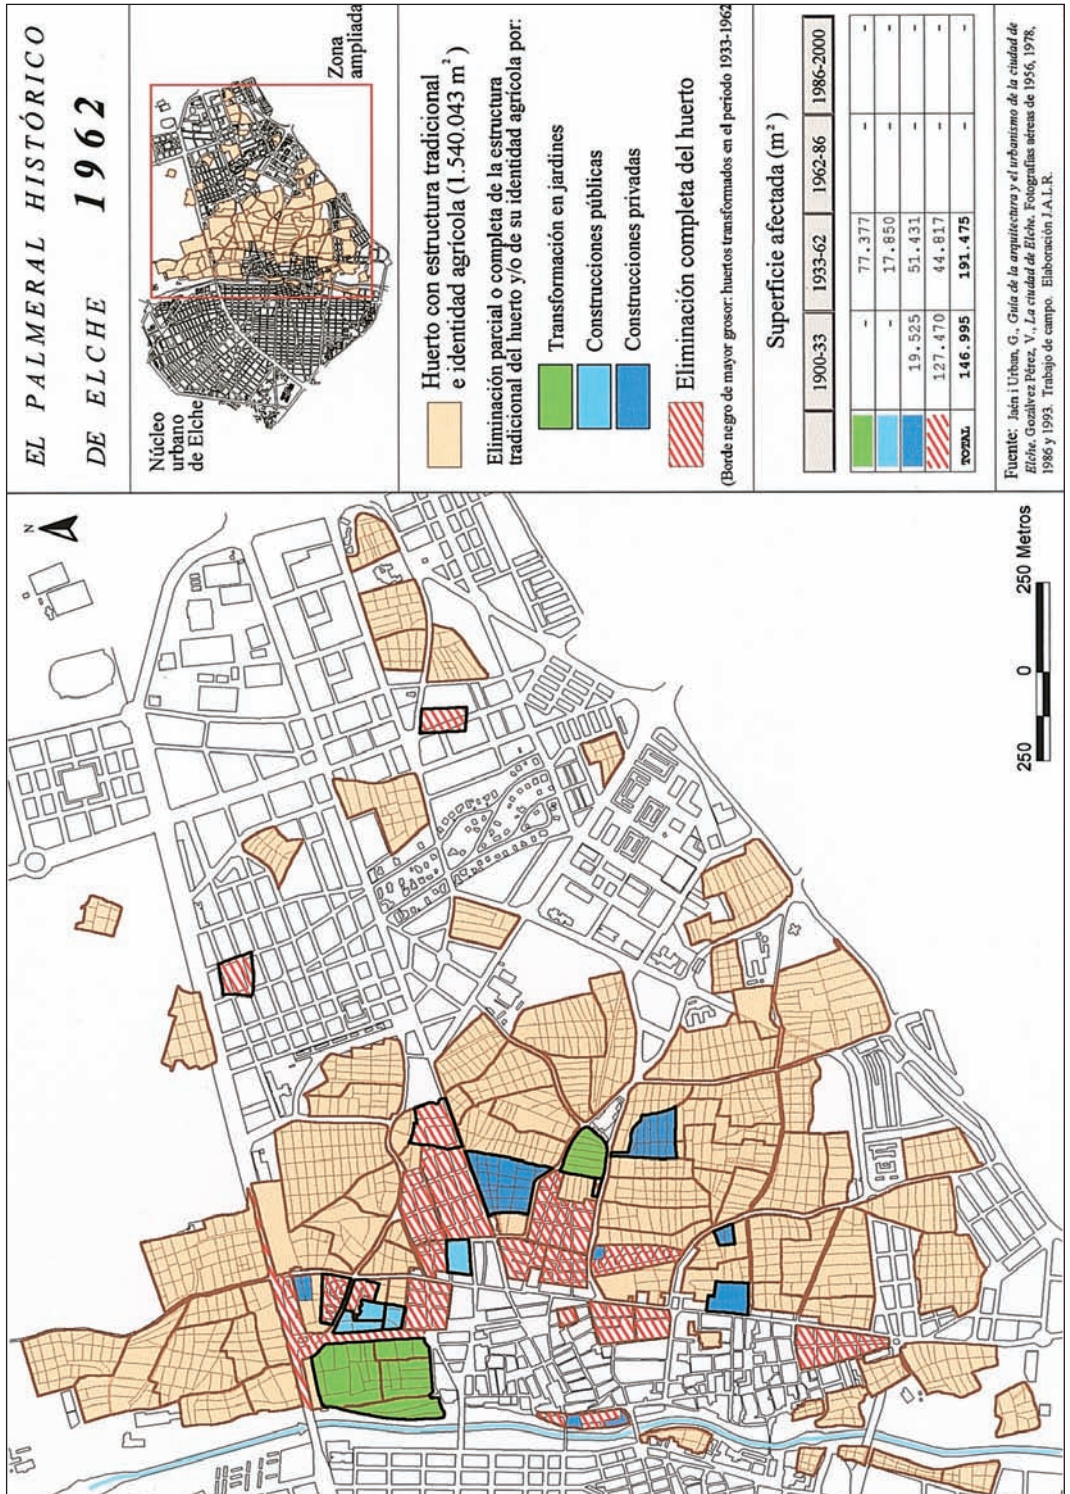 EL PALMERAL HISTÓRICO
DE ELCHE 1962
Núcleo
urbano
de Elche
Zona
ampliada
Huerto con estructura tradicional
e identidad agrícola (1.540.043 m²)
Eliminación parcial o completa de la estructura
tradicional del huerto y/o de su identidad agrícola por:
Transformación en jardines
Construcciones públicas
Construcciones privadas
Eliminación completa del huerto
(Borde negro de mayor grosor: huertos transformados en el periodo 1933-1962
Superficie afectada (m²)
1900-33 1933-62 1962-86 1986-2000
- 77.377 - -
- 17.850 - -
19.525 51.431 - -
127.470 44.817 - -
TOTAL 146.995 191.475 - -
Fuente: Jaén i Urban, G., Guía de la arquitectura y el urbanismo de la ciudad de
Elche. Gozálvez Pérez, V., La ciudad de Elche. Fotografías aéreas de 1956, 1978,
1986 y 1993. Trabajo de campo. Elaboración J.A.L.R.
N
250 0 250 Metros